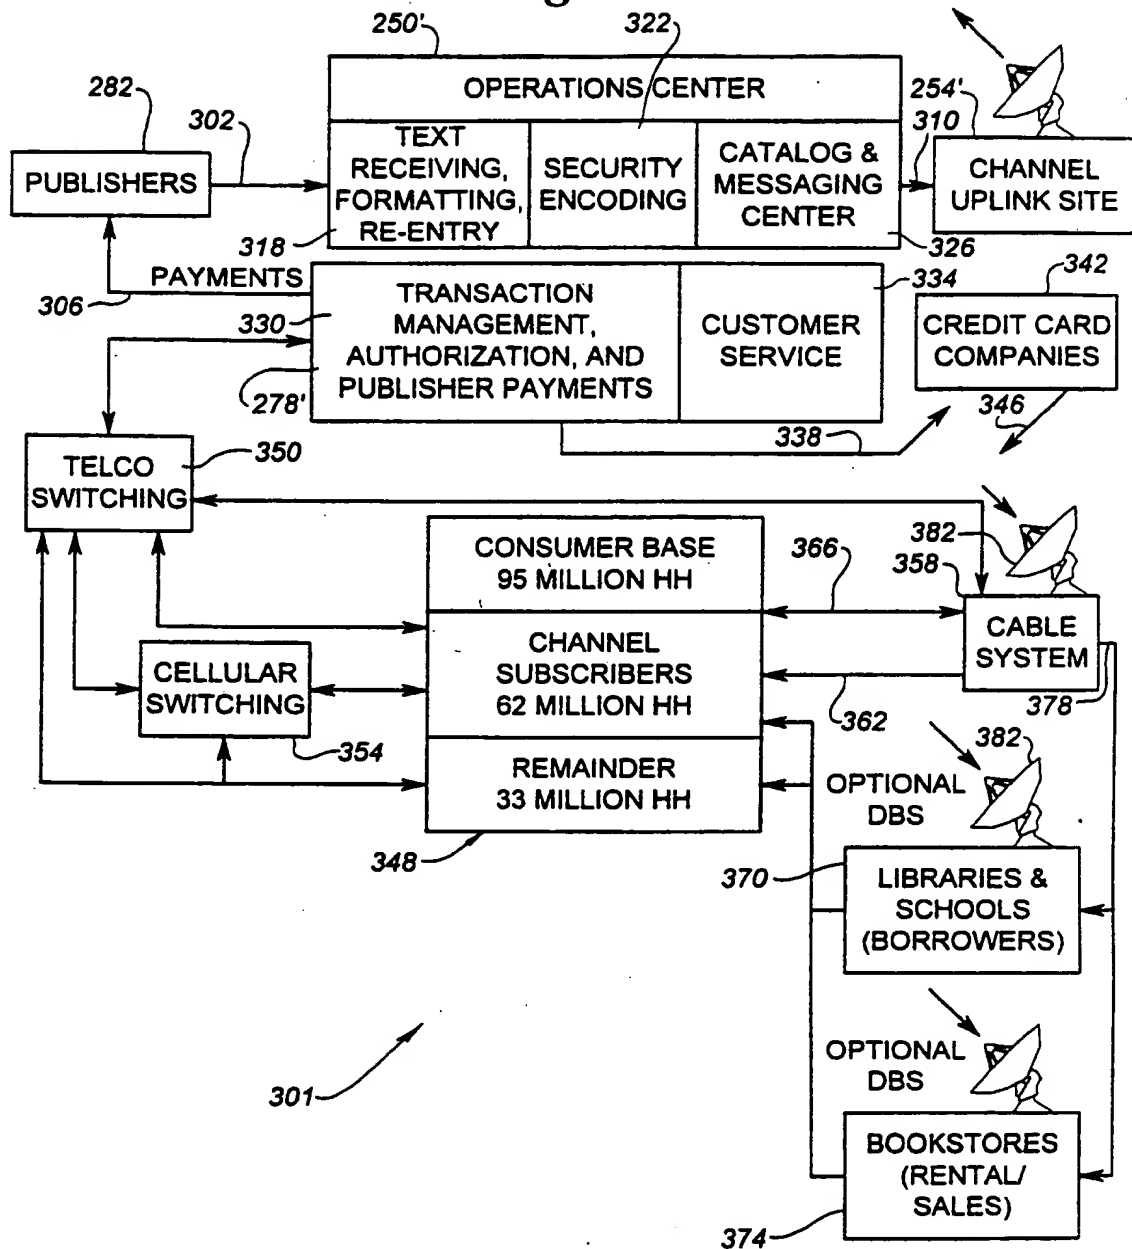 250'
322
282
302
OPERATIONS CENTER
254'
310
PUBLISHERS
TEXT
RECEIVING,
FORMATTING,
RE-ENTRY
318
SECURITY
ENCODING
CATALOG &
MESSAGING
CENTER
326
CHANNEL
UPLINK SITE
PAYMENTS
306
330
TRANSACTION
MANAGEMENT,
AUTHORIZATION, AND
PUBLISHER PAYMENTS
278'
334
CUSTOMER
SERVICE
342
CREDIT CARD
COMPANIES
346
338
TELCO
SWITCHING
350
CONSUMER BASE
95 MILLION HH
366
382
358
CHANNEL
SUBSCRIBERS
62 MILLION HH
CABLE
SYSTEM
CELLULAR
SWITCHING
362
378
354
REMAINDER
33 MILLION HH
348
382
OPTIONAL
DBS
370
LIBRARIES &
SCHOOLS
(BORROWERS)
301
OPTIONAL
DBS
BOOKSTORES
(RENTAL/
SALES)
374